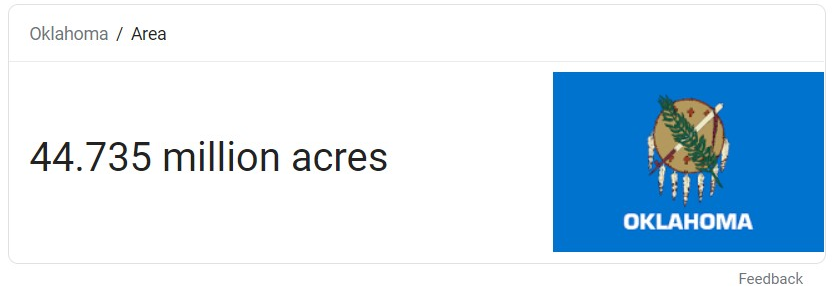 Oklahoma / Area
44.735 million acres
OKLAHOMA
Feedback